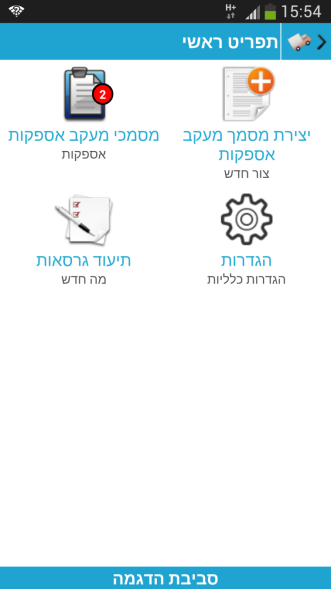 H+ 15:54
תפריט ראשי
יצירת מסמך מעקב
אספקות
צור חדש
מסמכי מעקב אספקות
אספקות
2
הגדרות
הגדרות כלליות
תיעוד גרסאות
מה חדש
סביבת הדגמה